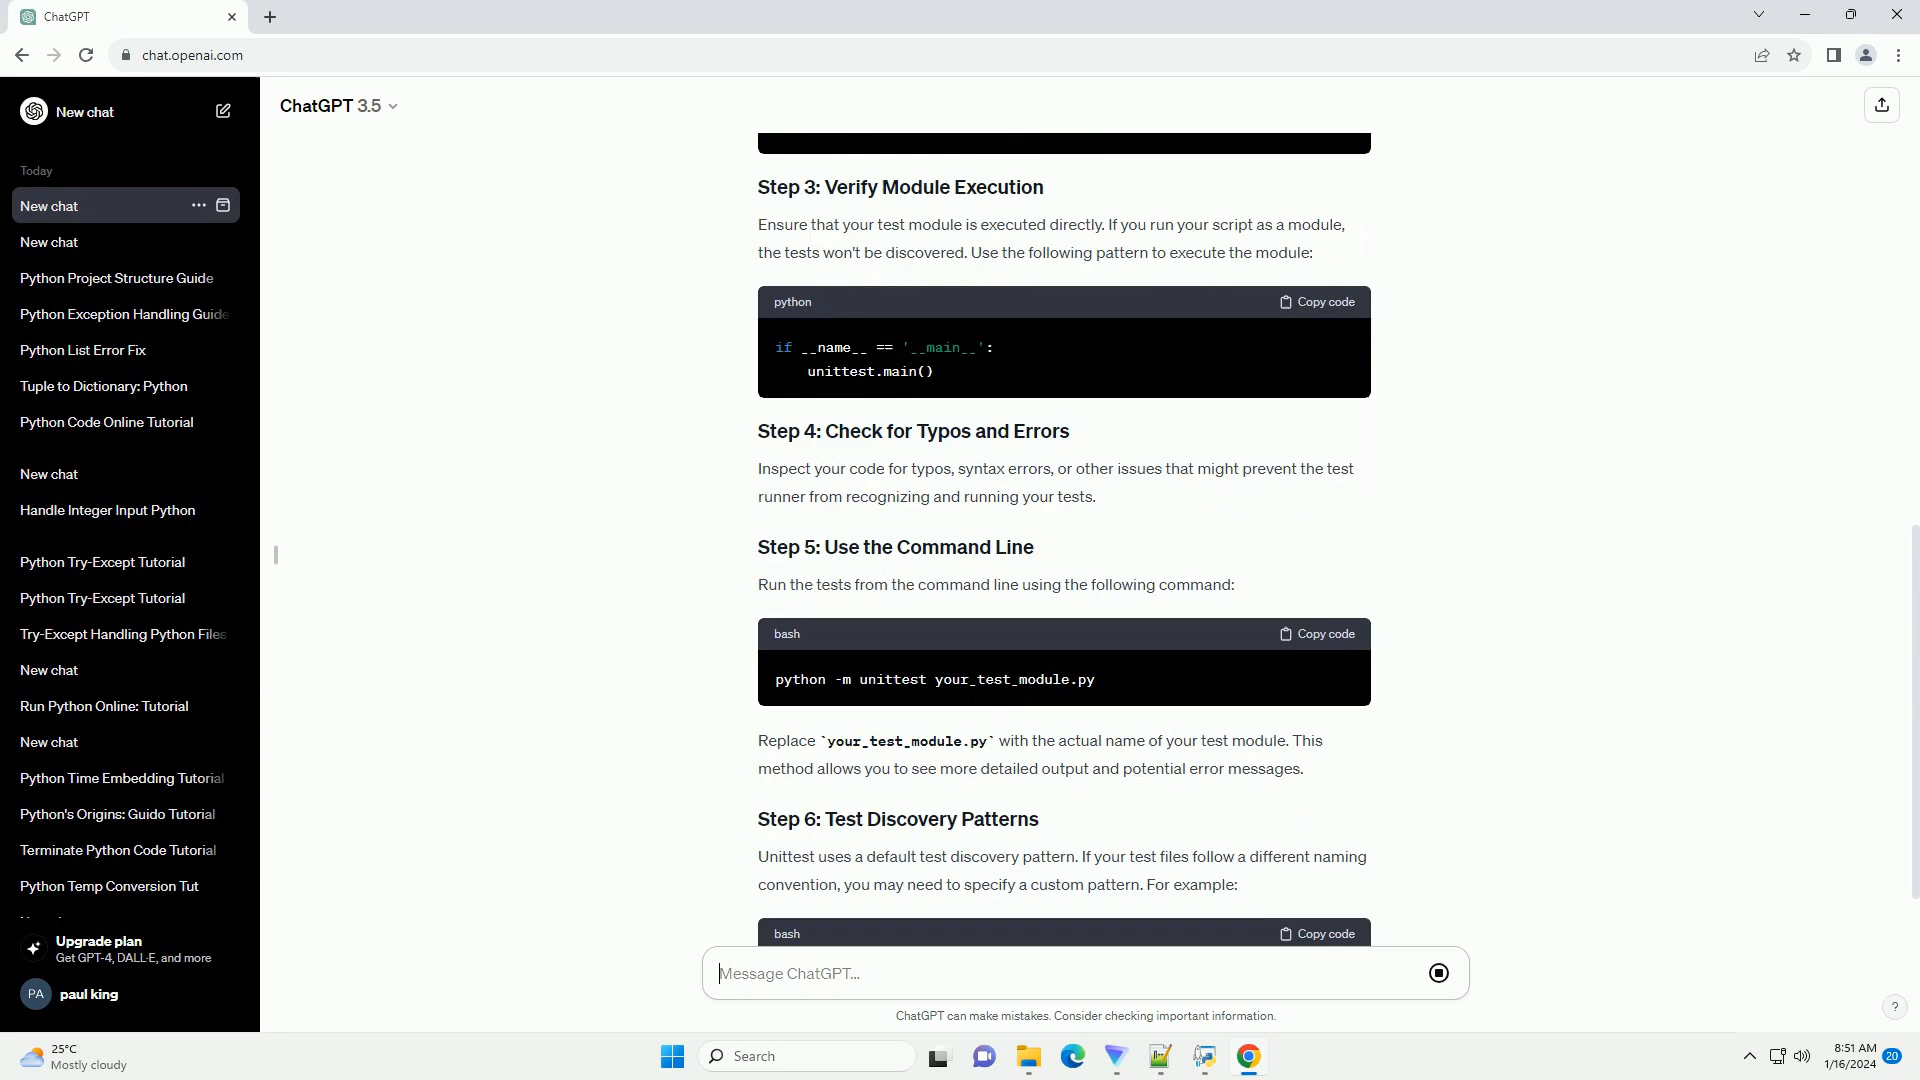 ChatGPT
chat.openai.com
New chat
ChatGPT 3.5
Today
New chat
New chat
Python Project Structure Guide
Python Exception Handling Guide
Python List Error Fix
Tuple to Dictionary: Python
Python Code Online Tutorial
New chat
Handle Integer Input Python
Python Try-Except Tutorial
Python Try-Except Tutorial
Try-Except Handling Python Files
New chat
Run Python Online: Tutorial
New chat
Python Time Embedding Tutorial
Python's Origins: Guido Tutorial
Terminate Python Code Tutorial
Python Temp Conversion Tut
Upgrade plan
Get GPT-4, DALL·E, and more
PA
paul king
Step 3: Verify Module Execution
Ensure that your test module is executed directly. If you run your script as a module,
the tests won't be discovered. Use the following pattern to execute the module:
python
Copy code
if __name__ == '__main__':
    unittest.main()
Step 4: Check for Typos and Errors
Inspect your code for typos, syntax errors, or other issues that might prevent the test
runner from recognizing and running your tests.
Step 5: Use the Command Line
Run the tests from the command line using the following command:
bash
Copy code
python -m unittest your_test_module.py
Replace `your_test_module.py` with the actual name of your test module. This
method allows you to see more detailed output and potential error messages.
Step 6: Test Discovery Patterns
Unittest uses a default test discovery pattern. If your test files follow a different naming
convention, you may need to specify a custom pattern. For example:
bash
Copy code
Message ChatGPT...
ChatGPT can make mistakes. Consider checking important information.
?
25°C
Mostly cloudy
Search
8:51 AM
1/16/2024
20